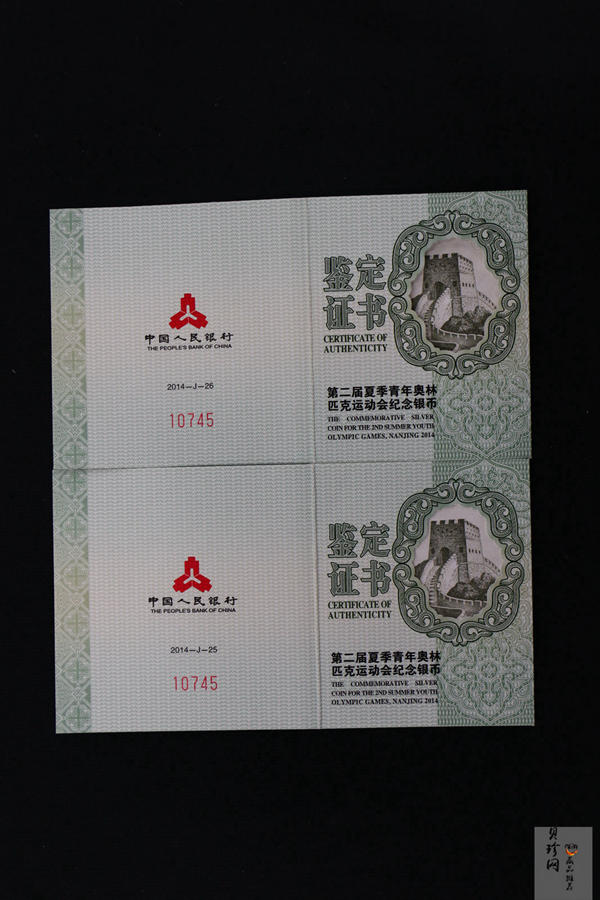 鉴定
证书
CERTIFICATE OF
AUTHENTICITY
中国人民银行
THE PEOPLE'S BANK OF CHINA
2014-J-26
10745
第二届夏季青年奥林
匹克运动会纪念银币
THE COMMEMORATIVE SILVER
COIN FOR THE 2ND SUMMER YOUTH
OLYMPIC GAMES, NANJING 2014
鉴定
证书
CERTIFICATE OF
AUTHENTICITY
中国人民银行
THE PEOPLE'S BANK OF CHINA
2014-J-25
10745
第二届夏季青年奥林
匹克运动会纪念银币
THE COMMEMORATIVE SILVER
COIN FOR THE 2ND SUMMER YOUTH
OLYMPIC GAMES, NANJING 2014
贝珍网